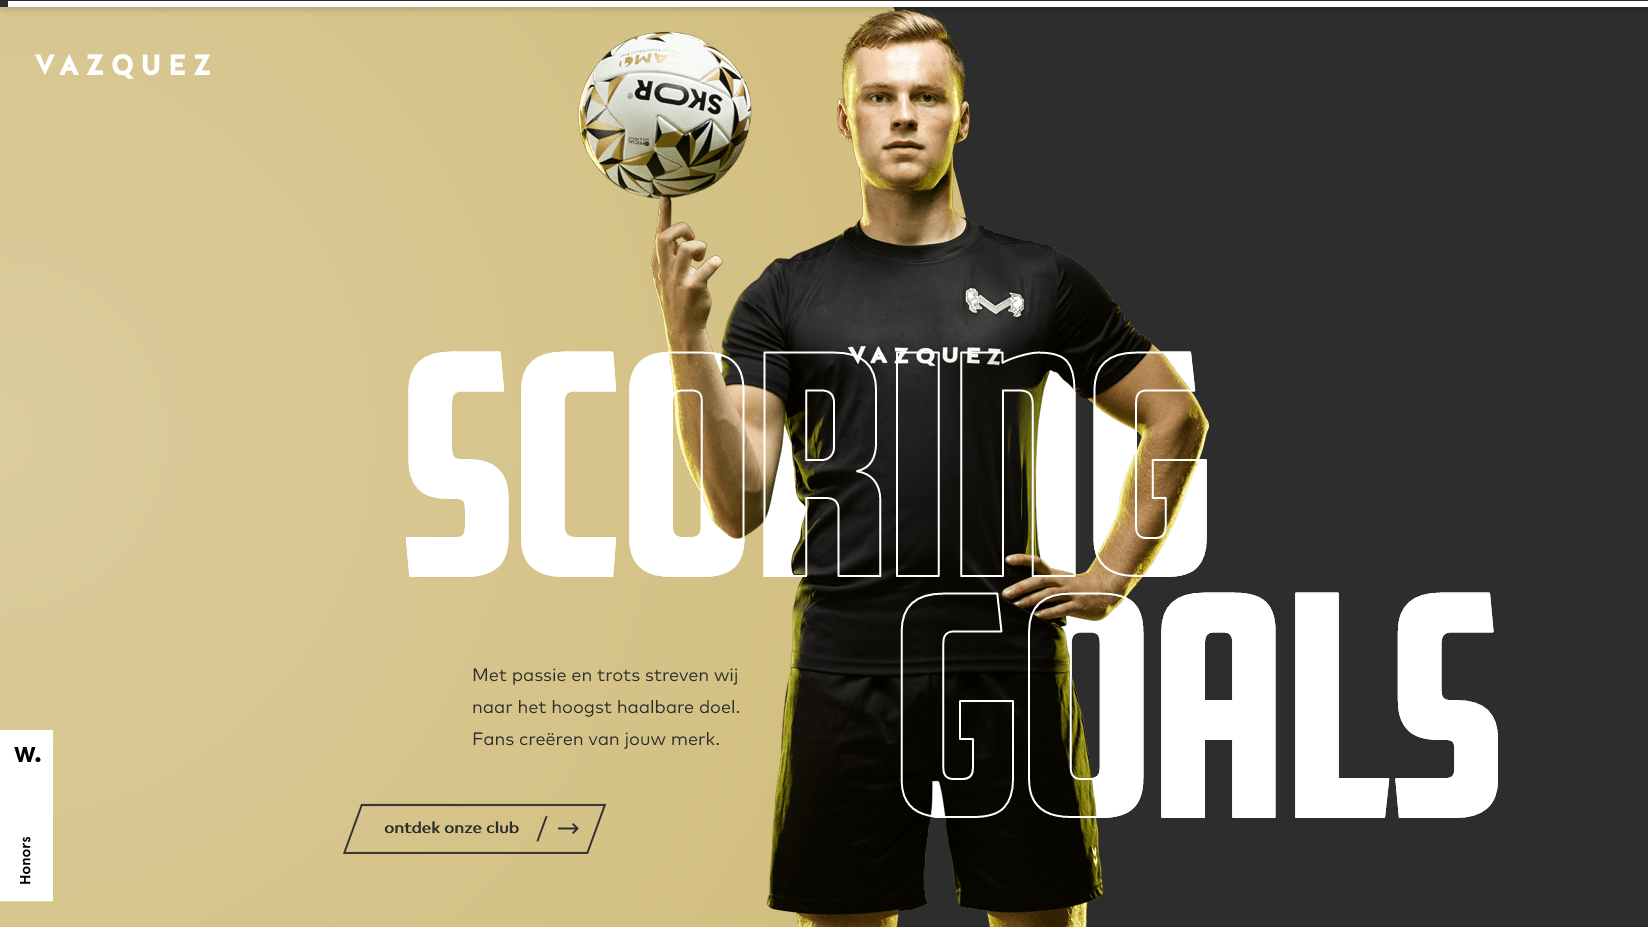 VAZQUEZ
SKOR
VAZQUEZ
SCORING
GOALS
Met passie en trots streven wij
naar het hoogst haalbare doel.
Fans creëren van jouw merk.
ontdek onze club
W.
Honors